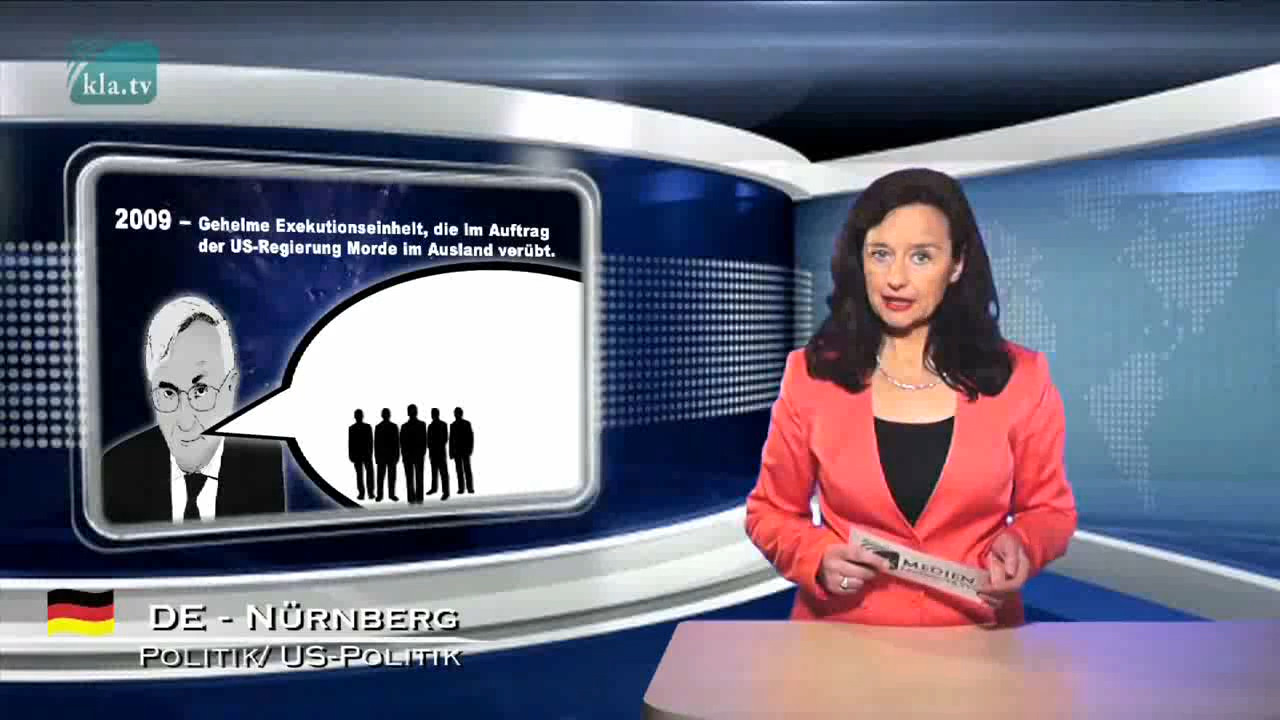 kla.tv
2009 – Geheime Exekutionseinheit, die im Auftrag
der US-Regierung Morde im Ausland verübt.
MEDIEN
DE - NÜRNBERG
POLITIK/ US-POLITIK